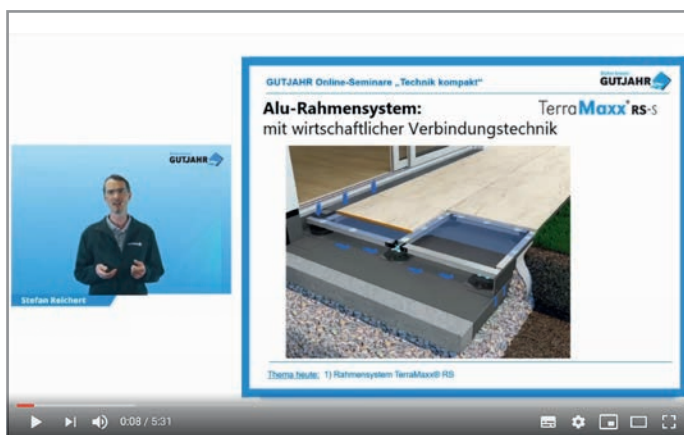 GUTJAHR
Stefan Reichert
GUTJAHR Online-Seminare „Technik kompakt“
GUTJAHR
Alu-Rahmensystem:
TerraMaxx® RS-S
mit wirtschaftlicher Verbindungstechnik
Thema heute: 1) Rahmensystem TerraMaxx® RS
0:08 / 5:31